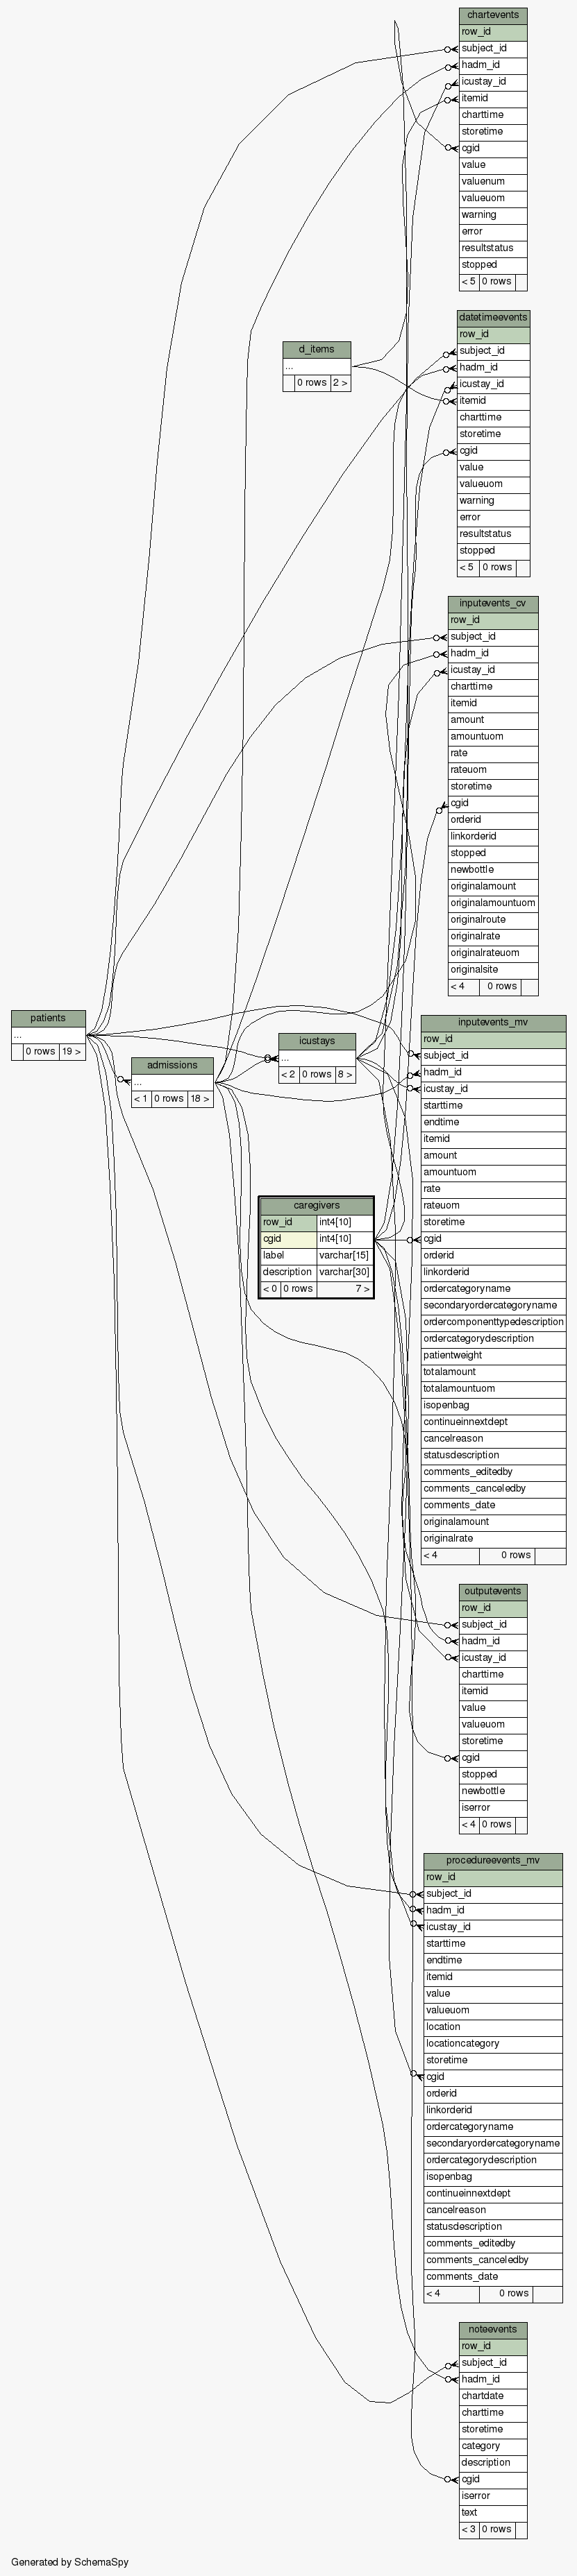 chartevents
row_id
subject_id
hadm_id
icustay_id
itemid
charttime
storetime
cgid
value
valuenum
valueuom
warning
error
resultstatus
stopped
< 5 0 rows
datetimeevents
row_id
subject_id
hadm_id
icustay_id
itemid
charttime
storetime
cgid
value
valueuom
warning
error
resultstatus
stopped
< 5 0 rows
d_items
...
0 rows 2 >
inputevents_cv
row_id
subject_id
hadm_id
icustay_id
charttime
itemid
amount
amountuom
rate
rateuom
storetime
cgid
orderid
linkorderid
stopped
newbottle
originalamount
originalamountuom
originalroute
originalrate
originalrateuom
originalsite
< 4 0 rows
patients
...
0 rows 19 >
admissions
...
< 1 0 rows 18 >
icustays
...
< 2 0 rows 8 >
inputevents_mv
row_id
subject_id
hadm_id
icustay_id
starttime
endtime
itemid
amount
amountuom
rate
rateuom
storetime
cgid
orderid
linkorderid
ordercategoryname
secondaryordercategoryname
ordercomponenttypedescription
ordercategorydescription
patientweight
totalamount
totalamountuom
isopenbag
continueinnextdept
cancelreason
statusdescription
comments_editedby
comments_canceledby
comments_date
originalamount
originalrate
< 4 0 rows
caregivers
row_id int4[10]
cgid int4[10]
label varchar[15]
description varchar[30]
< 0 0 rows 7 >
outputevents
row_id
subject_id
hadm_id
icustay_id
charttime
itemid
value
valueuom
storetime
cgid
stopped
newbottle
iserror
< 4 0 rows
procedureevents_mv
row_id
subject_id
hadm_id
icustay_id
starttime
endtime
itemid
value
valueuom
location
locationcategory
storetime
cgid
orderid
linkorderid
ordercategoryname
secondaryordercategoryname
ordercategorydescription
isopenbag
continueinnextdept
cancelreason
statusdescription
comments_editedby
comments_canceledby
comments_date
< 4 0 rows
noteevents
row_id
subject_id
hadm_id
chartdate
charttime
storetime
category
description
cgid
iserror
text
< 3 0 rows
Generated by SchemaSpy